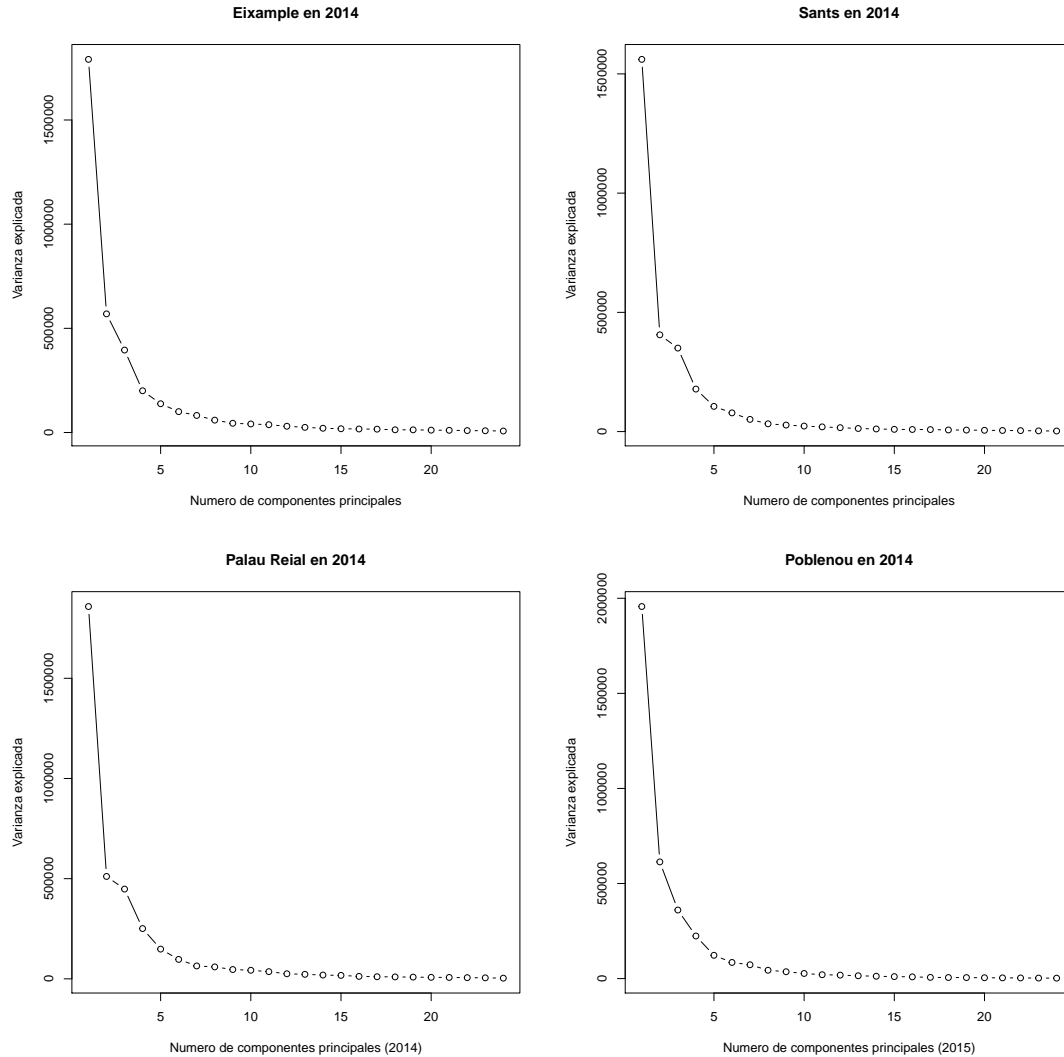 Eixample en 2014
Varianza explicada
1500000
1000000
500000
0
5 10 15 20
Numero de componentes principales
Sants en 2014
Varianza explicada
1500000
1000000
500000
0
5 10 15 20
Numero de componentes principales
Palau Reial en 2014
Varianza explicada
1500000
1000000
500000
0
5 10 15 20
Numero de componentes principales (2014)
Poblenou en 2014
Varianza explicada
2000000
1500000
1000000
500000
0
5 10 15 20
Numero de componentes principales (2015)